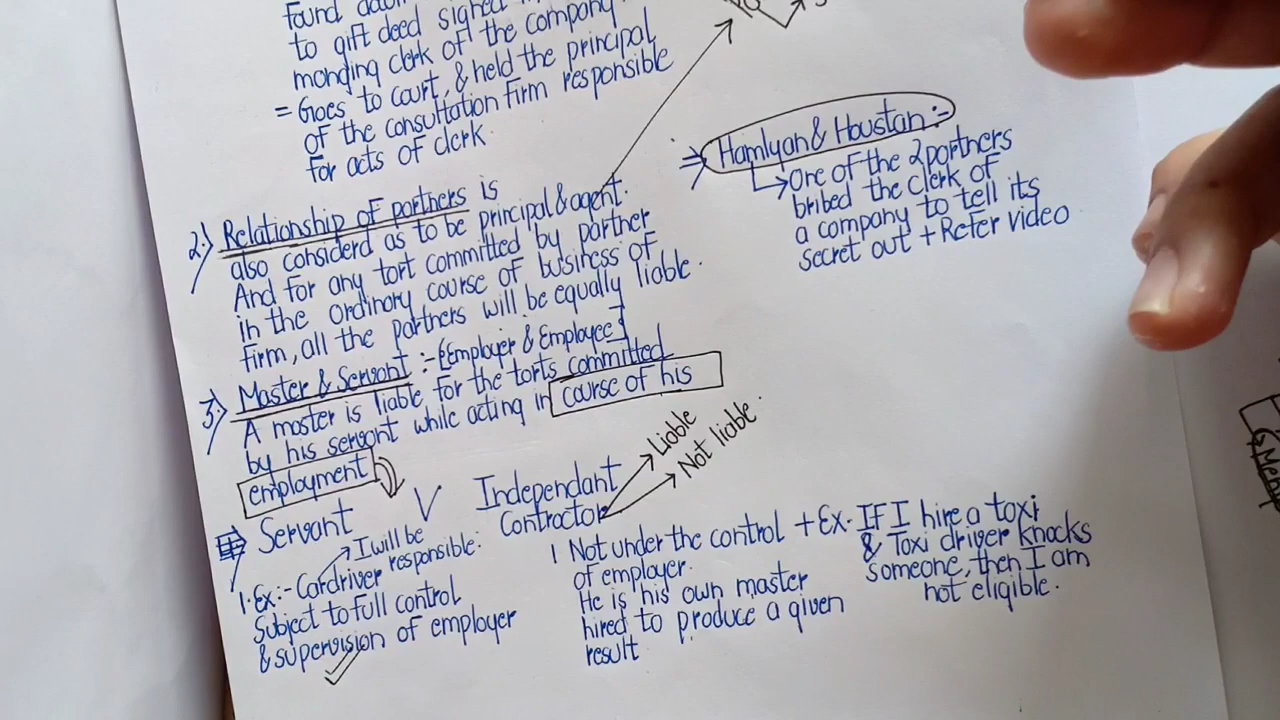 found
to gift deed signed
monging clerk of the company.
= Goes to court, & held the principal
of the consultation firm responsible
for acts of clerk.
2.) Relationship of partners is
also considerd as to be principal & agent.
And for any tort committed by partner
in the ordinary course of business of
firm, all the partners will be equally liable.
3.) Master & Servant :- [Employer & Employee]
A master is liable for the torts committed
by his servant while acting in course of his
employment
Servant V Independant Contractor
Liable
Not liable.
1. Ex:- Cardriver
I will be responsible.
Subject to full control
& supervision of employer
1 Not under the control
of employer.
He is his own master
hired to produce a given
result
+ Ex- IF I hire a taxi
& Taxi driver knocks
someone, then I am
not eligible.
⇒ Hamlyan & Houstan :-
→ One of the 2 partners
bribed the clerk of
a company to tell its
secret out + Refer video